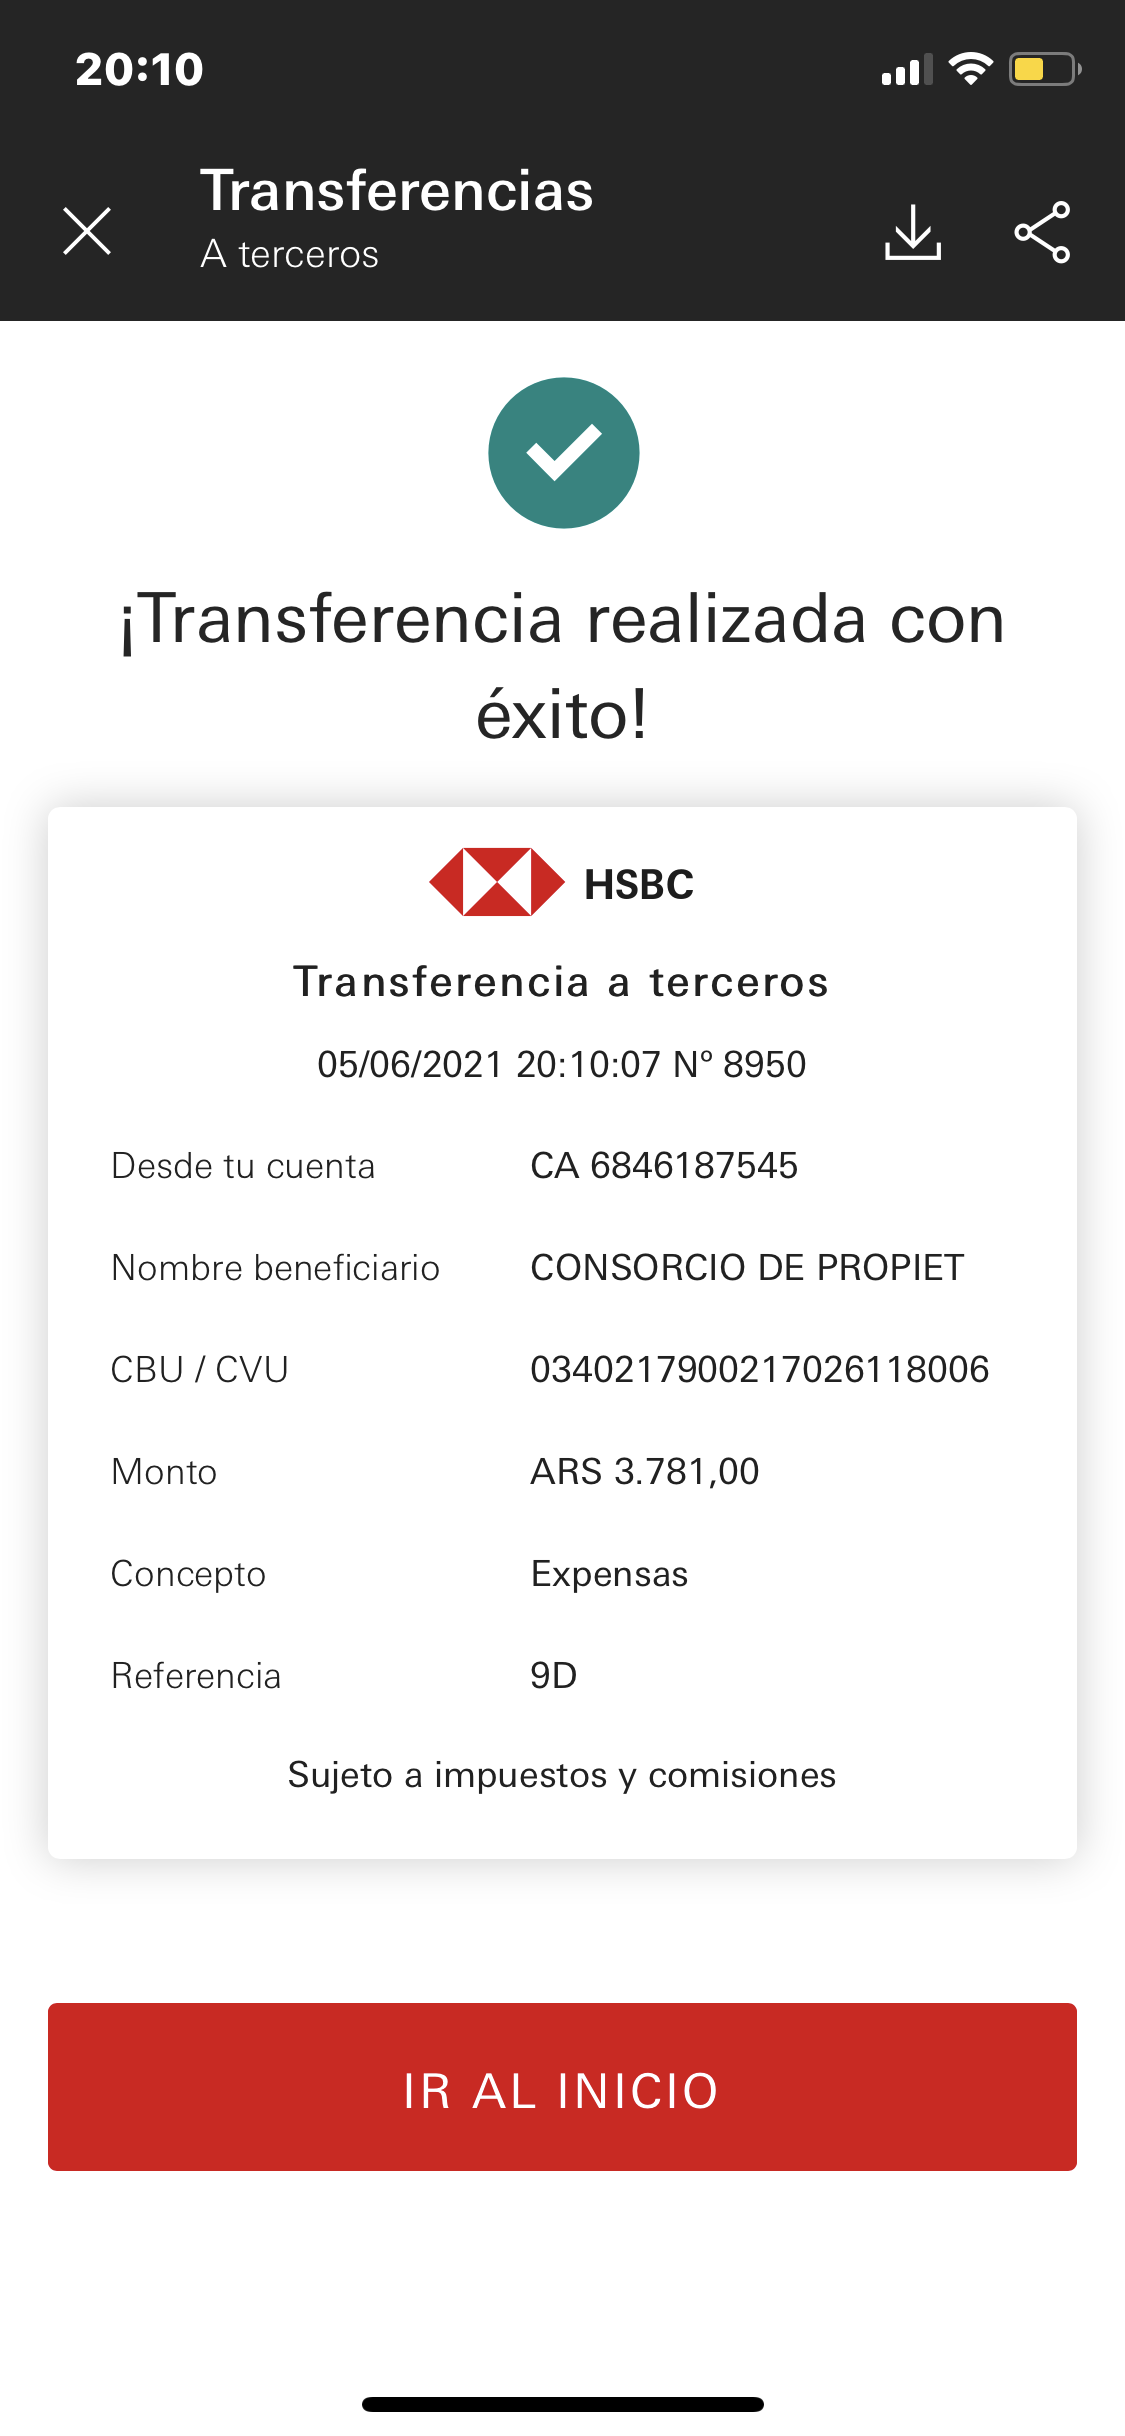 20:10
Transferencias
A terceros
¡Transferencia realizada con
éxito!
HSBC
Transferencia a terceros
05/06/2021 20:10:07 Nº 8950
Desde tu cuenta CA 6846187545
Nombre beneficiario CONSORCIO DE PROPIET
CBU / CVU 0340217900217026118006
Monto ARS 3.781,00
Concepto Expensas
Referencia 9D
Sujeto a impuestos y comisiones
IR AL INICIO